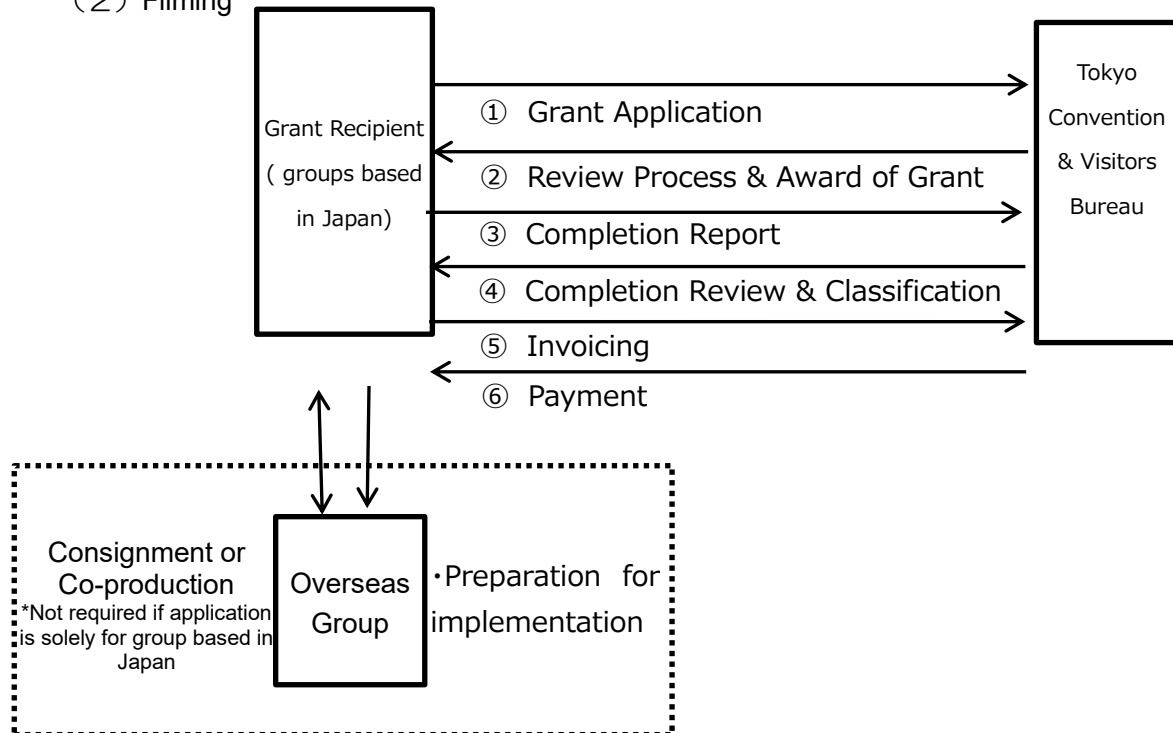 （２）Filming
Grant Recipient
( groups based
in Japan)
Tokyo
Convention
& Visitors
Bureau
① Grant Application
② Review Process & Award of Grant
③ Completion Report
④ Completion Review & Classification
⑤ Invoicing
⑥ Payment
Consignment or
Co-production
*Not required if application
is solely for group based in
Japan
Overseas
Group
・Preparation for
implementation